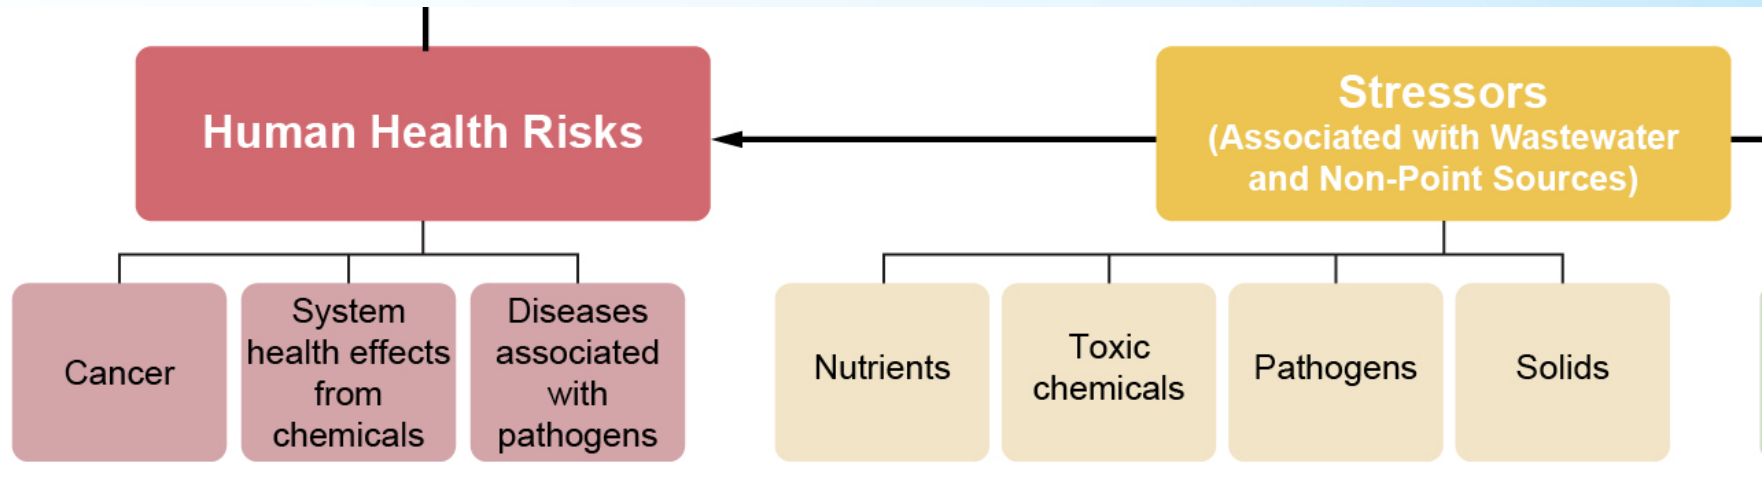 Human Health Risks
Stressors
(Associated with Wastewater
and Non-Point Sources)
Cancer
System
health effects
from
chemicals
Diseases
associated
with
pathogens
Nutrients
Toxic
chemicals
Pathogens
Solids